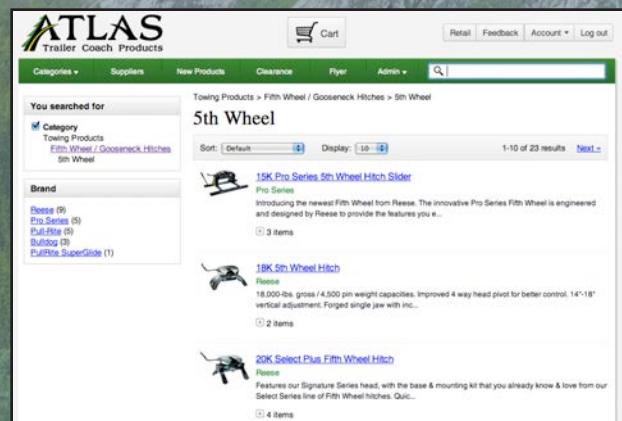 ATLAS
Trailer Coach Products
Cart
Retail Feedback Account Log out
Categories Suppliers New Products Clearance Flyer Admin
You searched for
Category
Towing Products
Fifth Wheel / Gooseneck Hitches
5th Wheel
Brand
Reese (9)
Pro Series (5)
Pull-Rite (5)
Bulldog (3)
PullRite SuperGlide (1)
Towing Products > Fifth Wheel / Gooseneck Hitches > 5th Wheel
5th Wheel
Sort: Default Display: 10 1-10 of 23 results Next »
15K Pro Series 5th Wheel Hitch Slider
Pro Series
Introducing the newest Fifth Wheel from Reese. The innovative Pro Series Fifth Wheel is engineered
and designed by Reese to provide the features you e...
3 items
18K 5th Wheel Hitch
Reese
18,000-lbs. gross / 4,500 pin weight capacities. Improved 4 way head pivot for better control. 14"-18"
vertical adjustment. Forged single jaw with inc...
2 items
20K Select Plus Fifth Wheel Hitch
Reese
Features our Signature Series head, with the base & mounting kit that you already know & love from our
Select Series line of Fifth Wheel hitches. Quic...
4 items